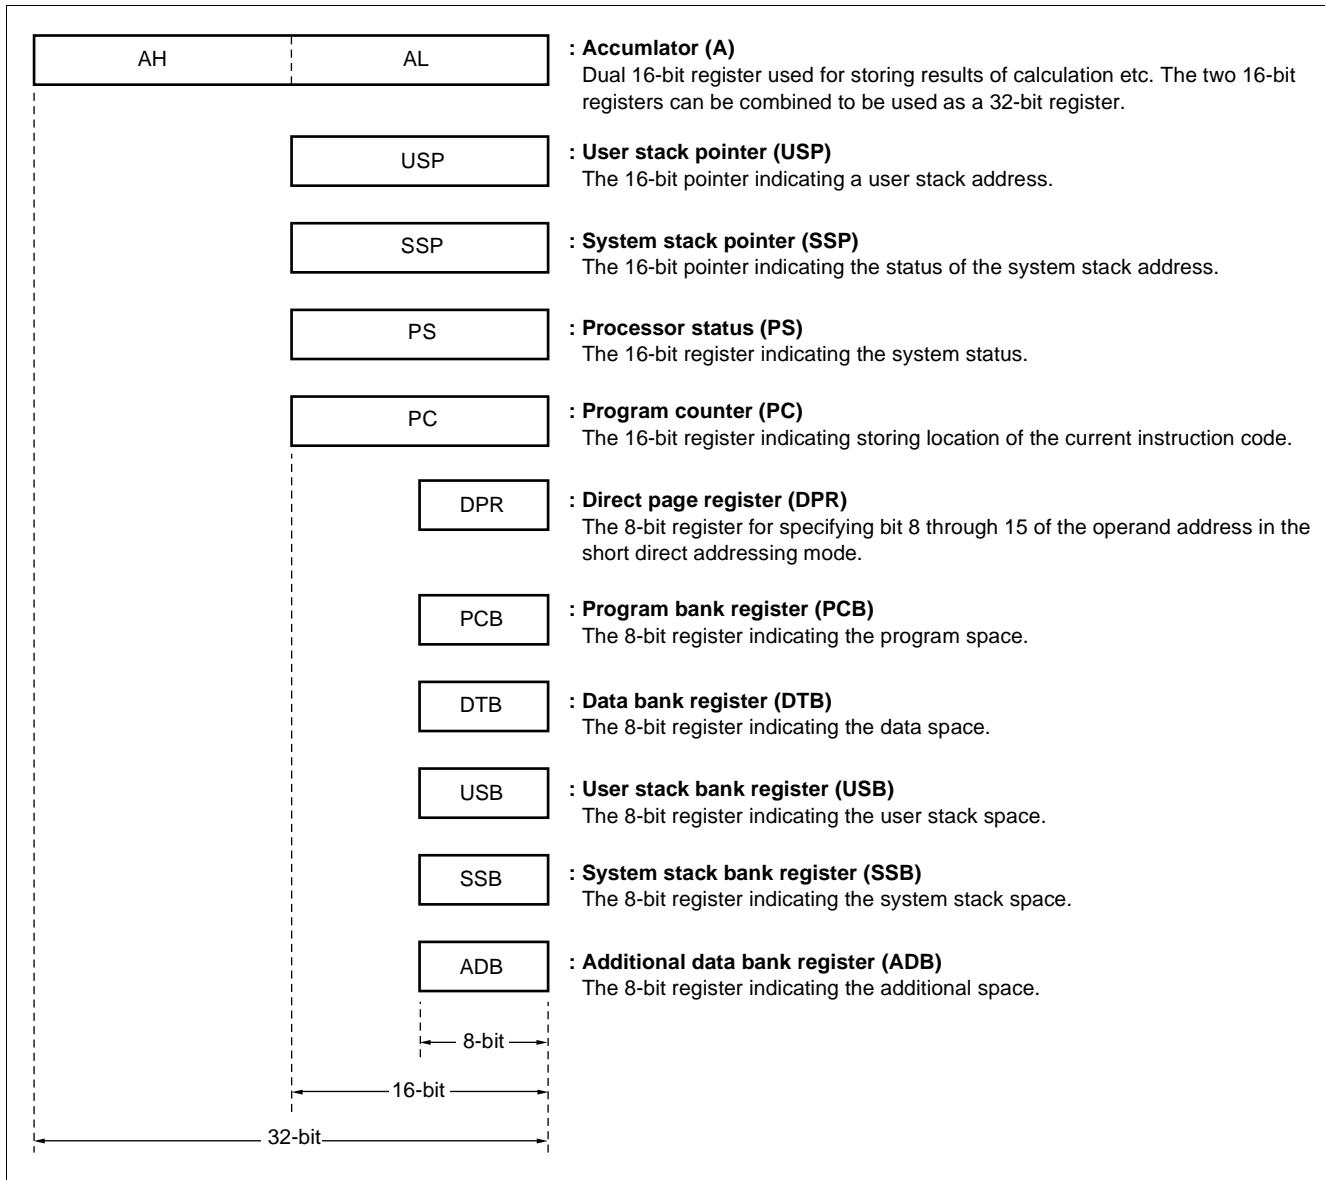 AH AL : Accumlator (A)
Dual 16-bit register used for storing results of calculation etc. The two 16-bit
registers can be combined to be used as a 32-bit register.
USP : User stack pointer (USP)
The 16-bit pointer indicating a user stack address.
SSP : System stack pointer (SSP)
The 16-bit pointer indicating the status of the system stack address.
PS : Processor status (PS)
The 16-bit register indicating the system status.
PC : Program counter (PC)
The 16-bit register indicating storing location of the current instruction code.
DPR : Direct page register (DPR)
The 8-bit register for specifying bit 8 through 15 of the operand address in the
short direct addressing mode.
PCB : Program bank register (PCB)
The 8-bit register indicating the program space.
DTB : Data bank register (DTB)
The 8-bit register indicating the data space.
USB : User stack bank register (USB)
The 8-bit register indicating the user stack space.
SSB : System stack bank register (SSB)
The 8-bit register indicating the system stack space.
ADB : Additional data bank register (ADB)
The 8-bit register indicating the additional space.
8-bit
16-bit
32-bit